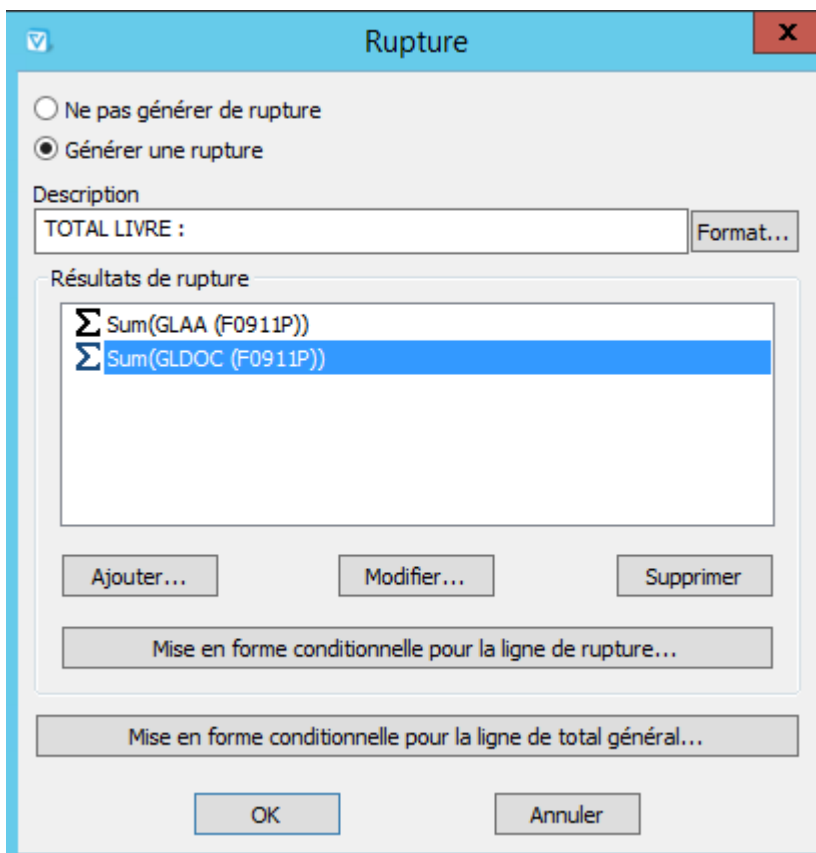 Rupture
x
Ne pas générer de rupture
Générer une rupture
Description
TOTAL LIVRE :
Format...
Résultats de rupture
Σ Sum(GLAA (F0911P))
Σ Sum(GLDOC (F0911P))
Ajouter...
Modifier...
Supprimer
Mise en forme conditionnelle pour la ligne de rupture...
Mise en forme conditionnelle pour la ligne de total général...
OK
Annuler